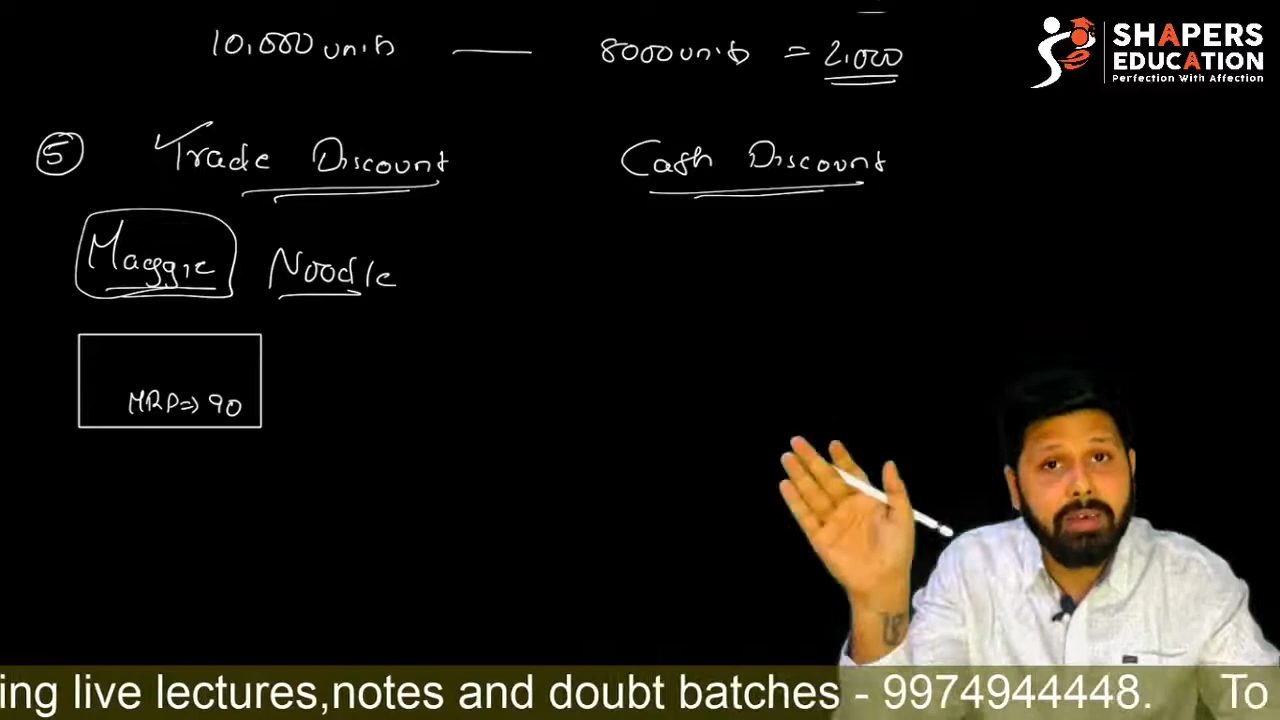 10,000 units — 8000 units = 2,000
SHAPERS
EDUCATION
Perfection With Affection
5 Trade Discount Cash Discount
Maggie Noodle
MRP => 90
ing live lectures,notes and doubt batches - 9974944448. To